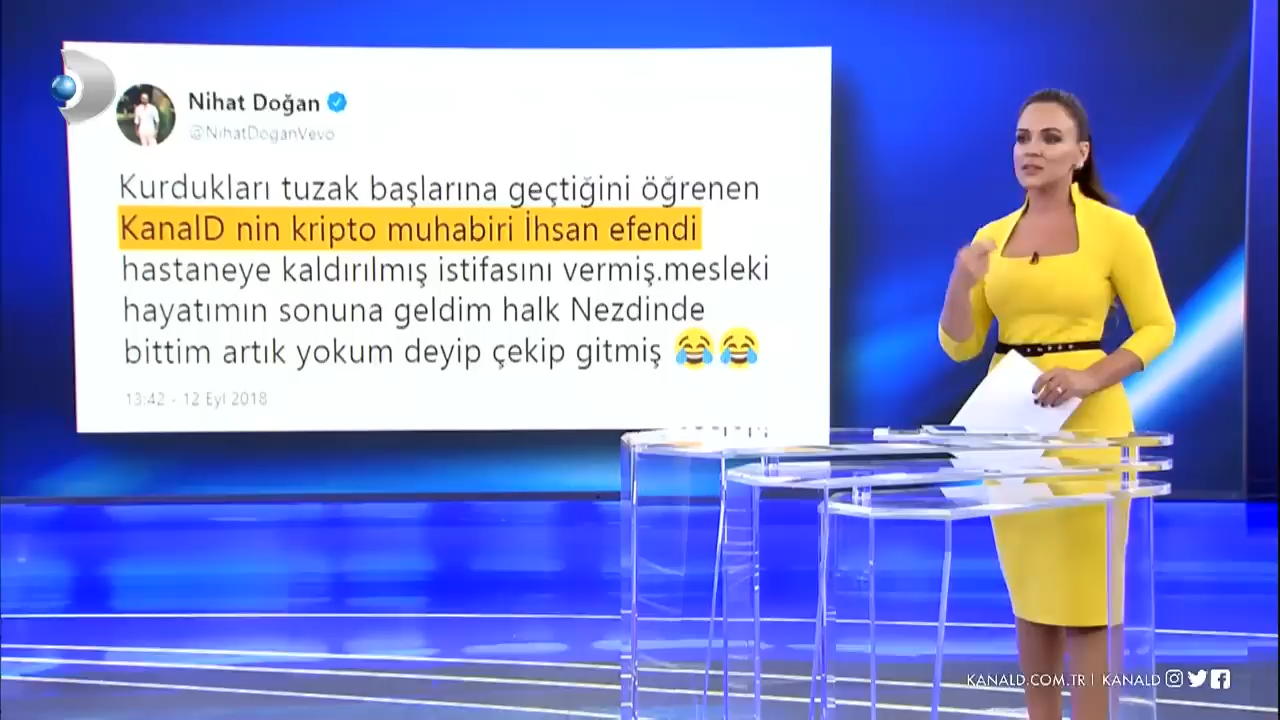 Nihat Doğan
@NihatDoganVevo
Kurdukları tuzak başlarına geçtiğini öğrenen
KanalD nin kripto muhabiri İhsan efendi
hastaneye kaldırılmış istifasını vermiş.mesleki
hayatımın sonuna geldim halk Nezdinde
bittim artık yokum deyip çekip gitmiş 😂😂
13:42 - 12 Eyl 2018
KANALD.COM.TR | KANALD